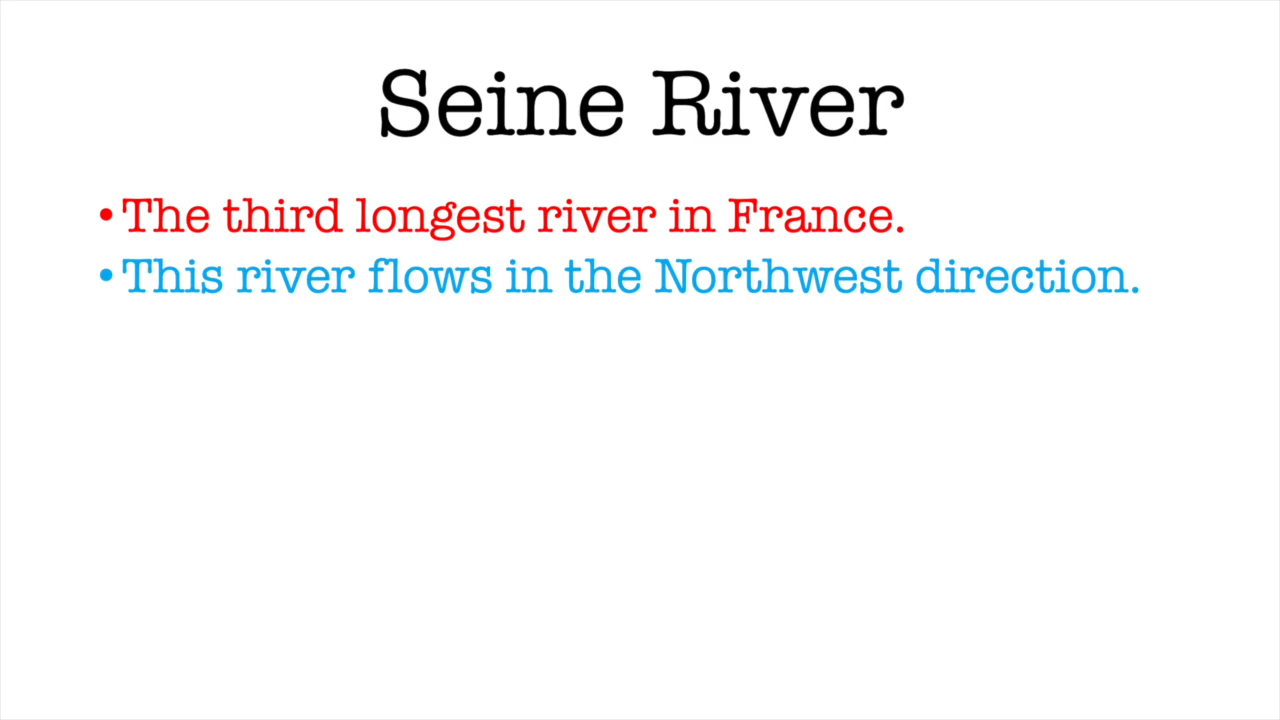 Seine River
•The third longest river in France.
•This river flows in the Northwest direction.